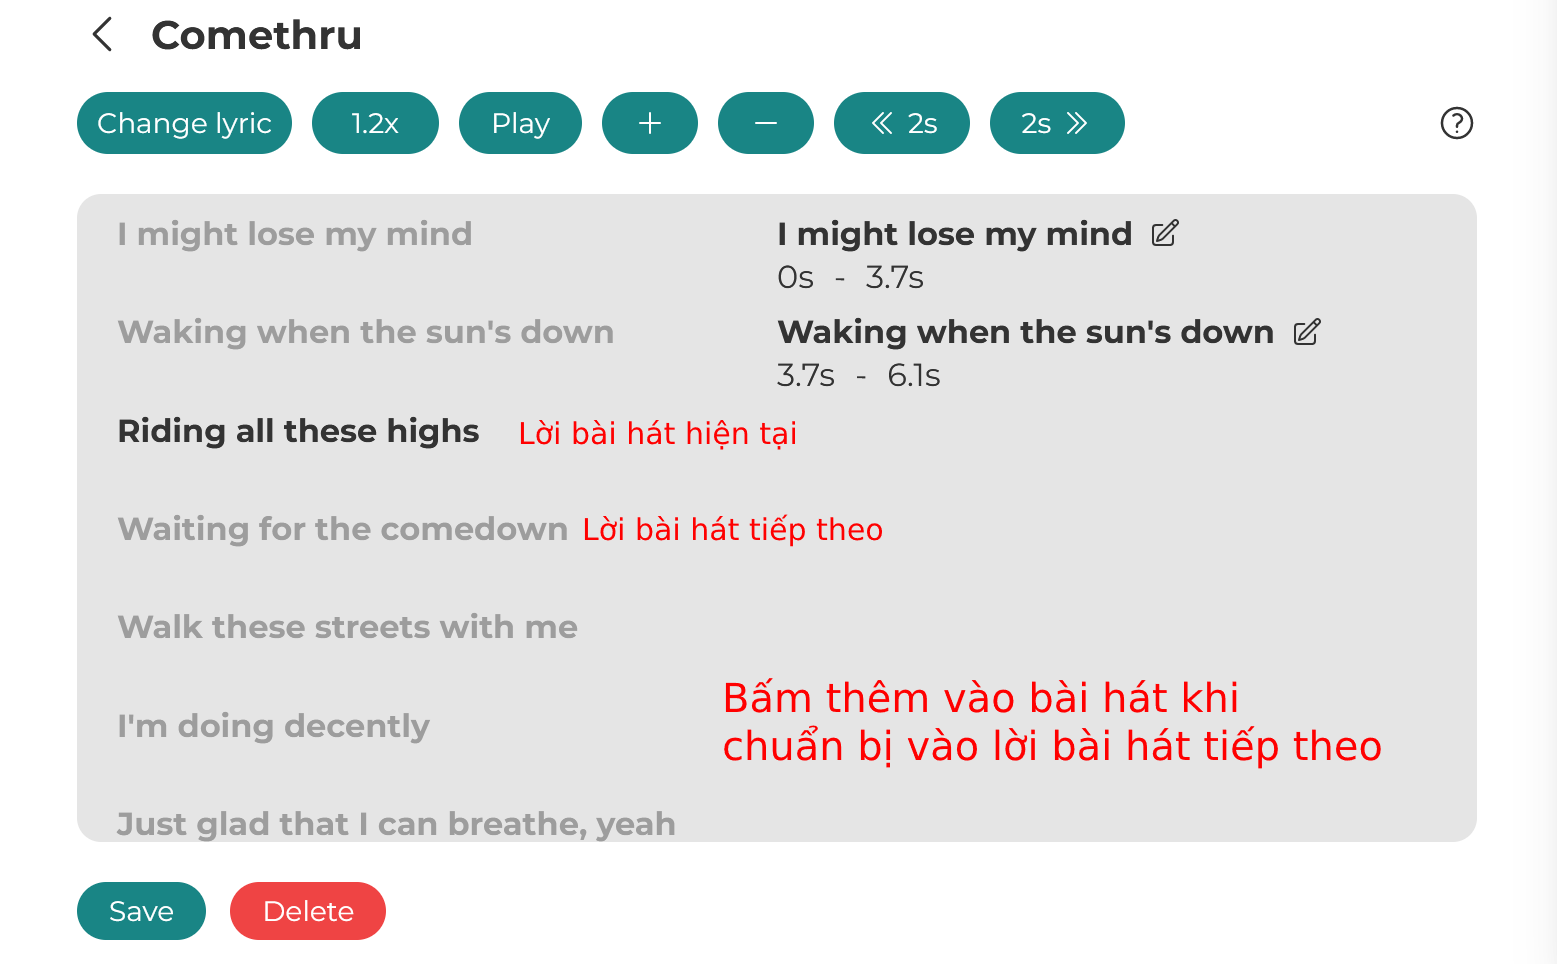 Comethru
Change lyric
1.2x
Play
+
−
« 2s
2s »
?
I might lose my mind
I might lose my mind
0s - 3.7s
Waking when the sun's down
Waking when the sun's down
3.7s - 6.1s
Riding all these highs
Lời bài hát hiện tại
Waiting for the comedown
Lời bài hát tiếp theo
Walk these streets with me
Bấm thêm vào bài hát khi
chuẩn bị vào lời bài hát tiếp theo
I'm doing decently
Just glad that I can breathe, yeah
Save
Delete